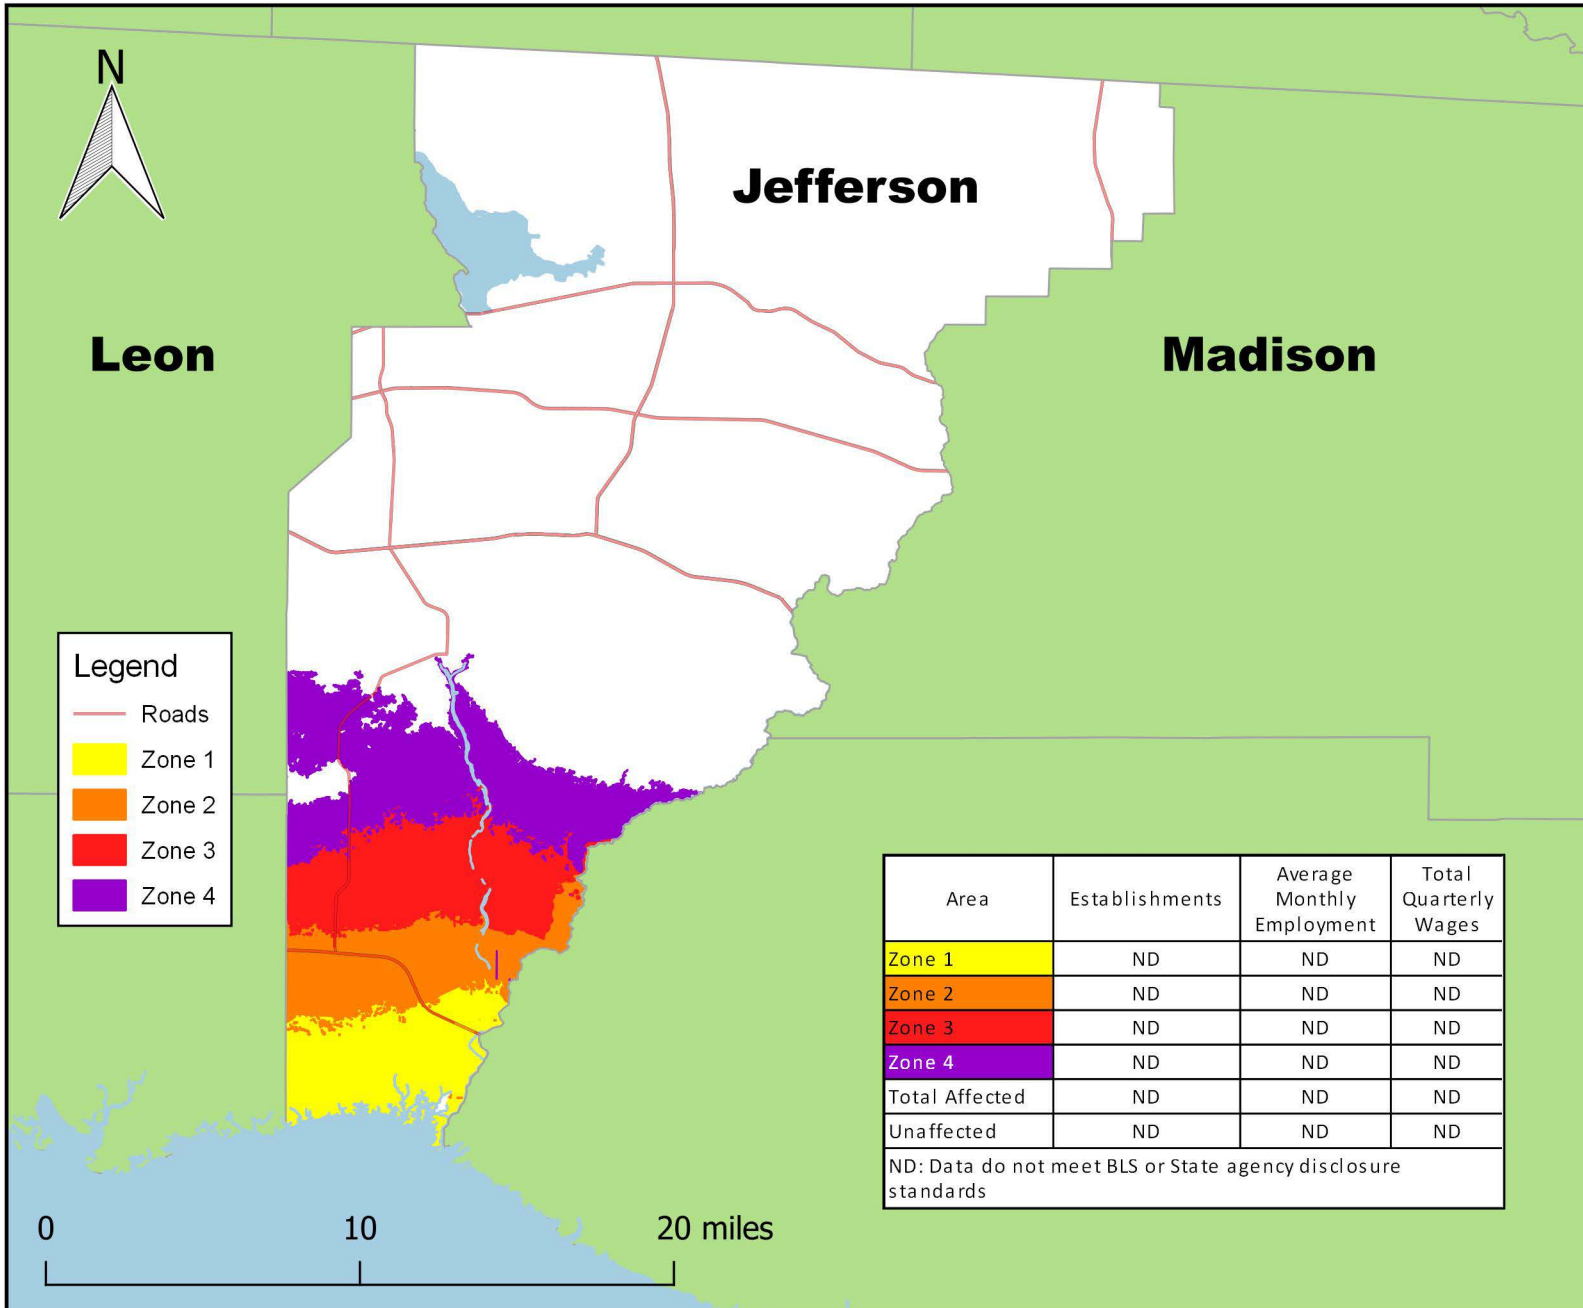 N
Jefferson
Leon
Madison
Legend
Roads
Zone 1
Zone 2
Zone 3
Zone 4
Area Establishments Average Monthly Employment Total Quarterly Wages
Zone 1 ND ND ND
Zone 2 ND ND ND
Zone 3 ND ND ND
Zone 4 ND ND ND
Total Affected ND ND ND
Unaffected ND ND ND
ND: Data do not meet BLS or State agency disclosure
standards
0 10 20 miles